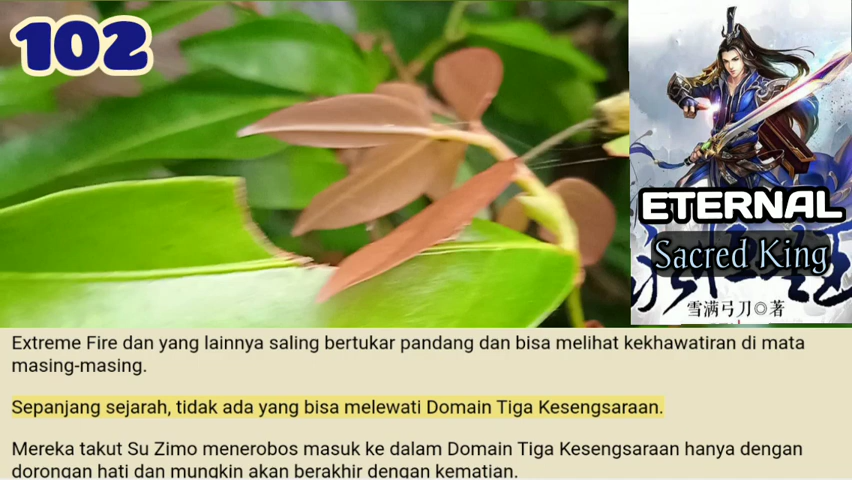 102
ETERNAL
Sacred King
雪满弓刀◎著
Extreme Fire dan yang lainnya saling bertukar pandang dan bisa melihat kekhawatiran di mata
masing-masing.
Sepanjang sejarah, tidak ada yang bisa melewati Domain Tiga Kesengsaraan.
Mereka takut Su Zimo menerobos masuk ke dalam Domain Tiga Kesengsaraan hanya dengan
dorongan hati dan mungkin akan berakhir dengan kematian.